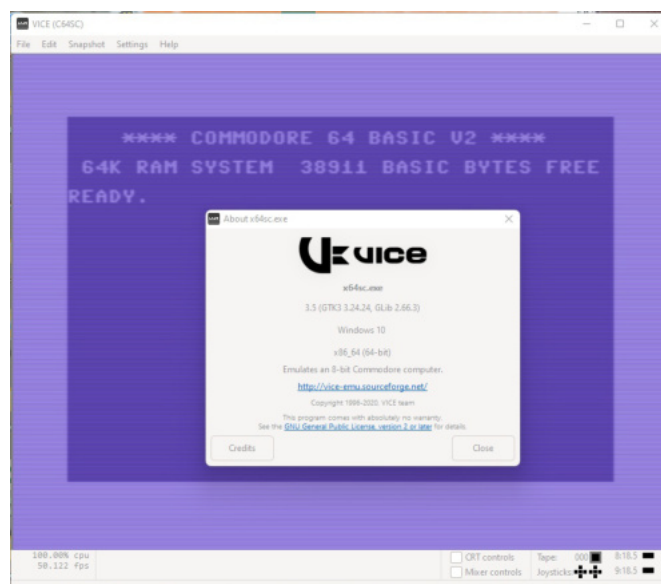 VICE (C64SC)
File Edit Snapshot Settings Help
**** COMMODORE 64 BASIC V2 ****
64K RAM SYSTEM 38911 BASIC BYTES FREE
READY.
About x64sc.exe
VICE
x64sc.exe
3.5 (GTK3 3.24.24, GLib 2.66.3)
Windows 10
x86_64 (64-bit)
Emulates an 8-bit Commodore computer.
http://vice-emu.sourceforge.net/
Copyright 1996-2020, VICE team
This program comes with absolutely no warranty.
See the GNU General Public License, version 2 or later for details.
Credits Close
100.00% cpu
50.122 fps
CRT controls
Mixer controls
Tape: 000
Joysticks:
8:18.5
9:18.5